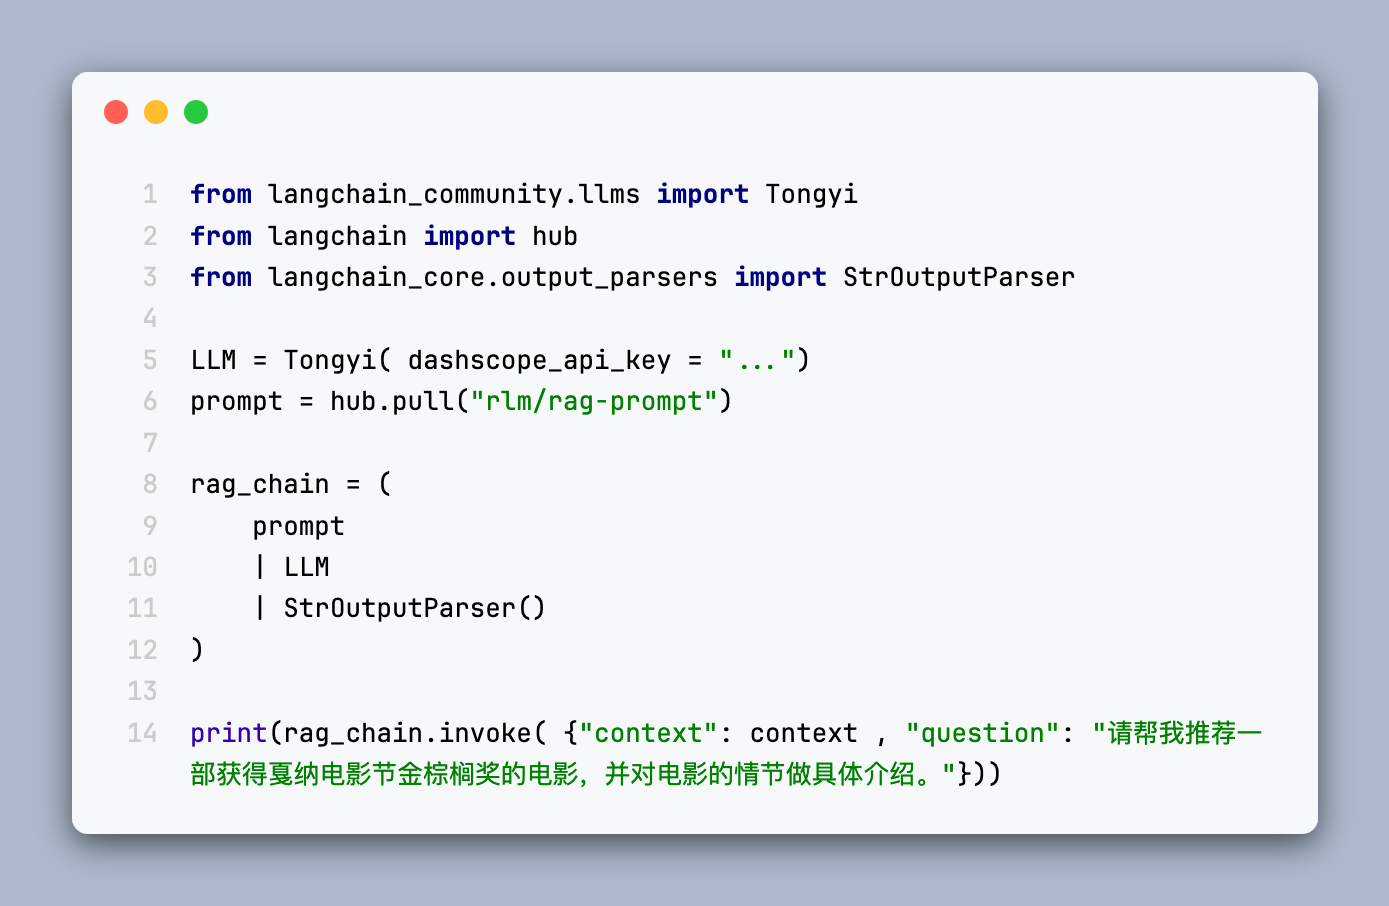 1 from langchain_community.llms import Tongyi
2 from langchain import hub
3 from langchain_core.output_parsers import StrOutputParser
4
5 LLM = Tongyi( dashscope_api_key = "...")
6 prompt = hub.pull("rlm/rag-prompt")
7
8 rag_chain = (
9     prompt
10     | LLM
11     | StrOutputParser()
12 )
13
14 print(rag_chain.invoke( {"context": context , "question": "请帮我推荐一
部获得戛纳电影节金棕榈奖的电影，并对电影的情节做具体介绍。"}))